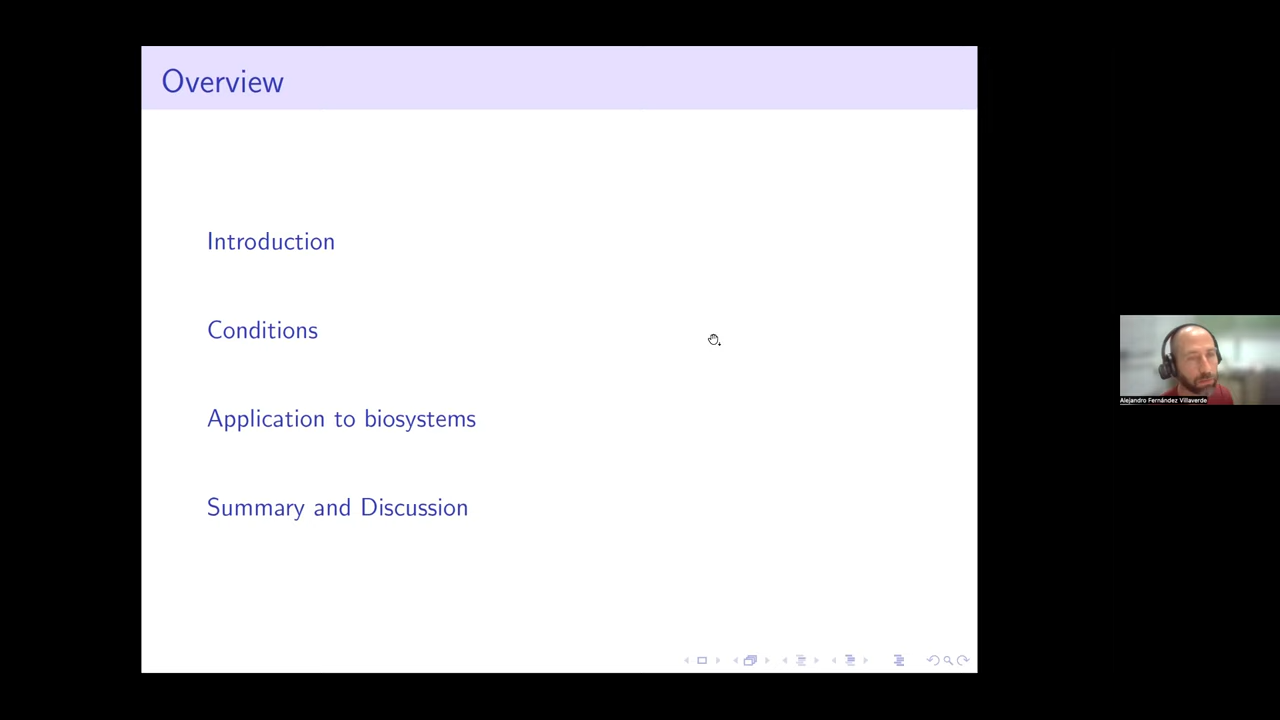 Overview
Introduction
Conditions
Application to biosystems
Summary and Discussion
Alejandro Fernández Villaverde